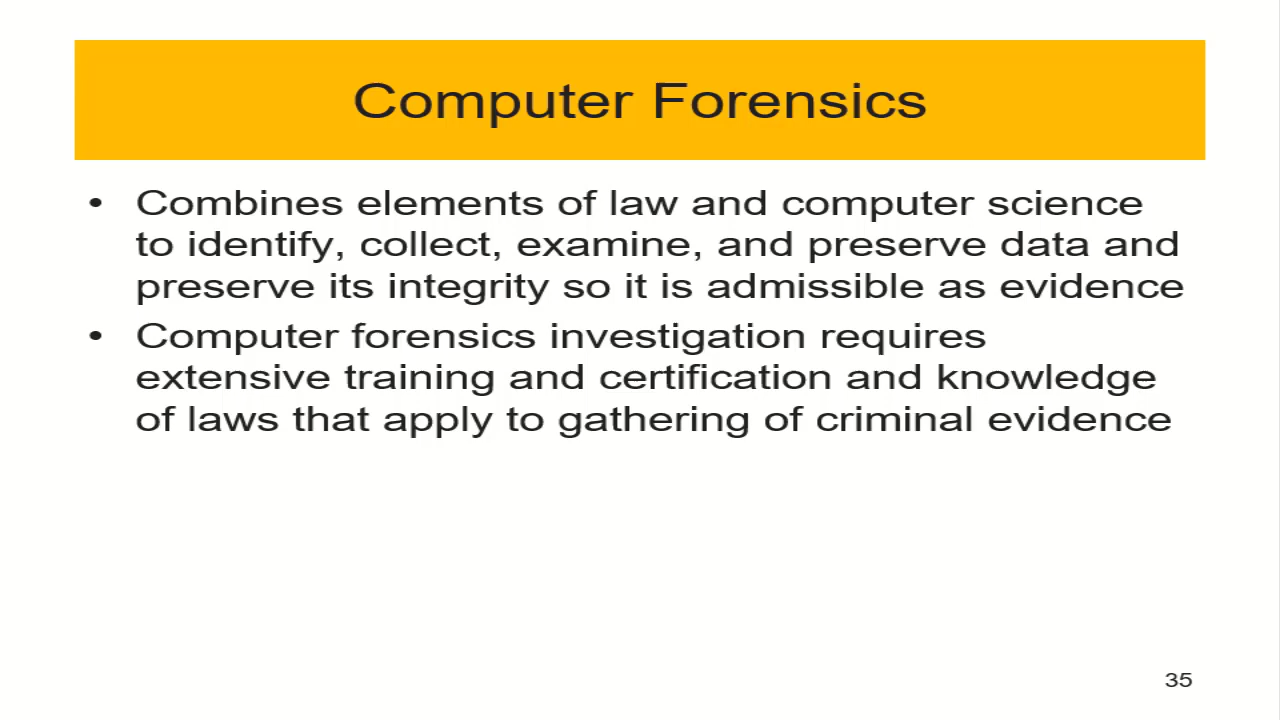 Computer Forensics
• Combines elements of law and computer science
to identify, collect, examine, and preserve data and
preserve its integrity so it is admissible as evidence
• Computer forensics investigation requires
extensive training and certification and knowledge
of laws that apply to gathering of criminal evidence
35